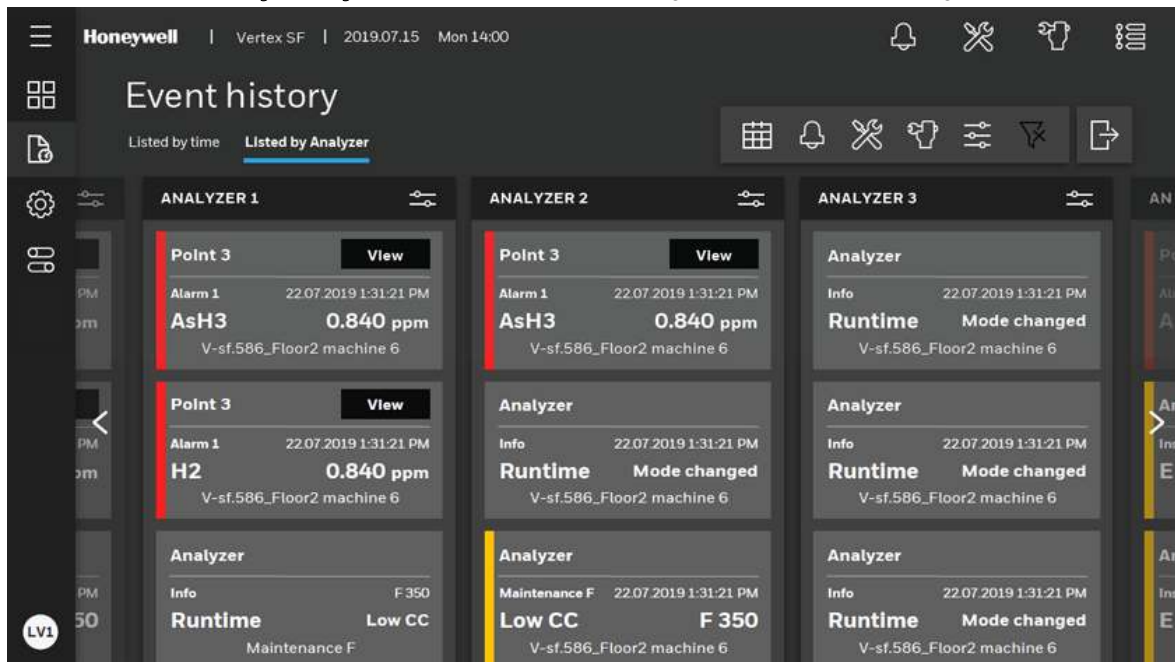 Honeywell | Vertex SF | 2019.07.15 Mon 14:00
Event history
Listed by time Listed by Analyzer
ANALYZER 1
Point 3 View
Alarm 1 22.07.2019 1:31:21 PM
AsH3 0.840 ppm
V-sf.586_Floor2 machine 6
Point 3 View
Alarm 1 22.07.2019 1:31:21 PM
H2 0.840 ppm
V-sf.586_Floor2 machine 6
Analyzer
Info F 350
Runtime Low CC
Maintenance F
ANALYZER 2
Point 3 View
Alarm 1 22.07.2019 1:31:21 PM
AsH3 0.840 ppm
V-sf.586_Floor2 machine 6
Analyzer
Info 22.07.2019 1:31:21 PM
Runtime Mode changed
V-sf.586_Floor2 machine 6
Analyzer
Maintenance F 22.07.2019 1:31:21 PM
Low CC F 350
V-sf.586_Floor2 machine 6
ANALYZER 3
Analyzer
Info 22.07.2019 1:31:21 PM
Runtime Mode changed
V-sf.586_Floor2 machine 6
Analyzer
Info 22.07.2019 1:31:21 PM
Runtime Mode changed
V-sf.586_Floor2 machine 6
Analyzer
Info 22.07.2019 1:31:21 PM
Runtime Mode changed
V-sf.586_Floor2 machine 6
AN
PM
PM
PM
50
LV1